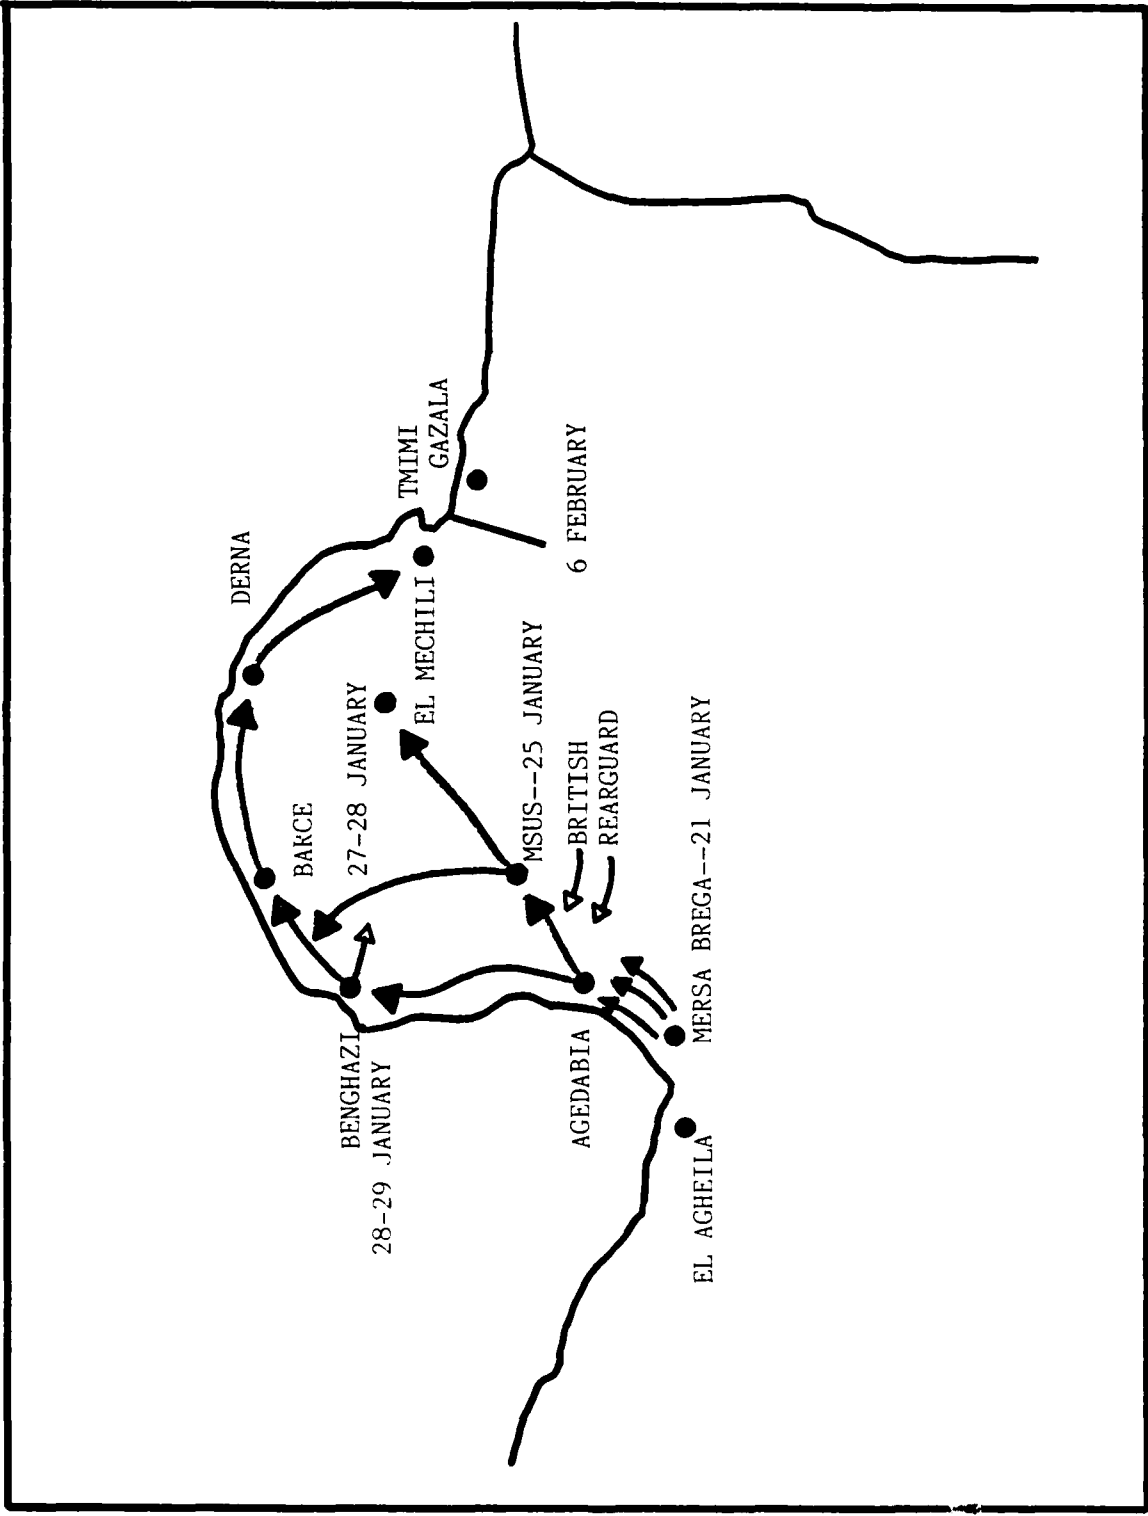 DERNA
BARCE
BENGHAZI
28-29 JANUARY
27-28 JANUARY
TMIMI
GAZALA
EL MECHILI
MSUS--25 JANUARY
6 FEBRUARY
AGEDABIA
BRITISH
REARGUARD
EL AGHEILA
MERSA BREGA--21 JANUARY